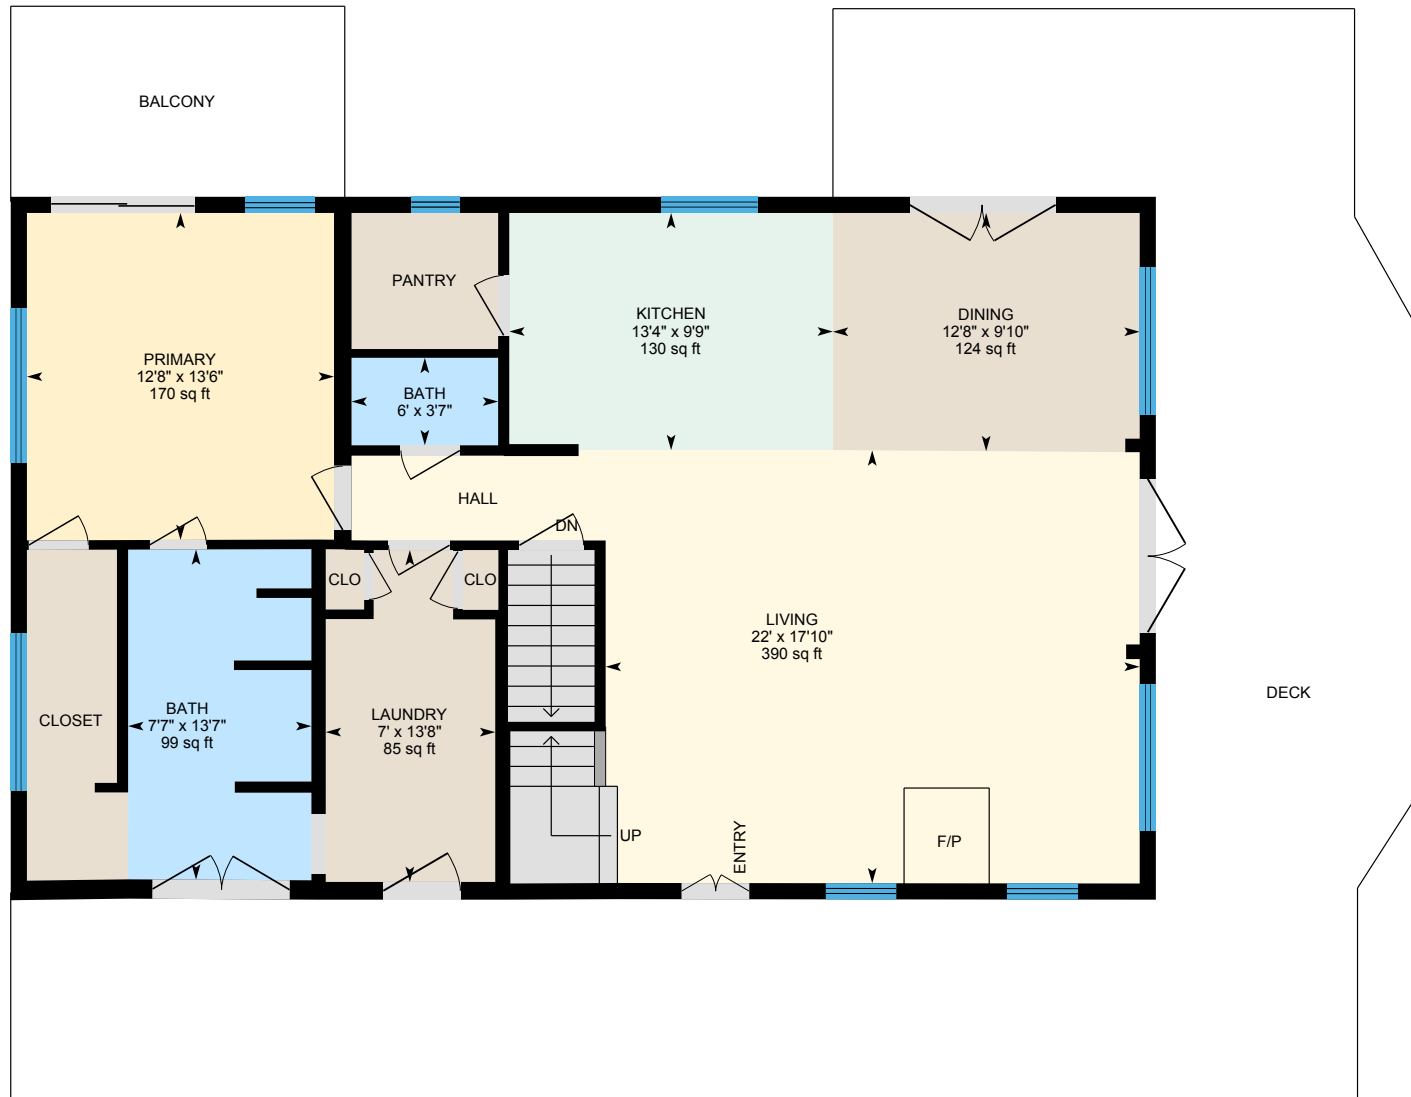 BALCONY
PANTRY
KITCHEN
13'4" x 9'9"
130 sq ft
DINING
12'8" x 9'10"
124 sq ft
PRIMARY
12'8" x 13'6"
170 sq ft
BATH
6' x 3'7"
HALL
DN
CLO
CLO
LIVING
22' x 17'10"
390 sq ft
DECK
CLOSET
BATH
7'7" x 13'7"
99 sq ft
LAUNDRY
7' x 13'8"
85 sq ft
UP
ENTRY
F/P